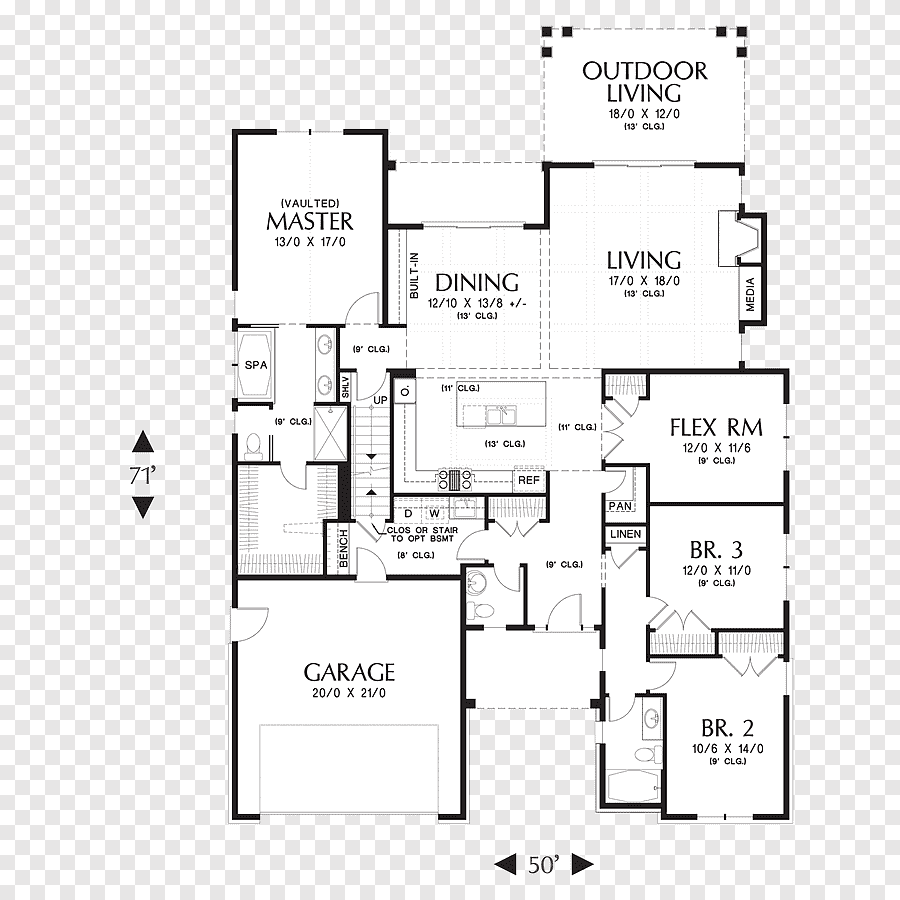 OUTDOOR
LIVING
18/0 X 12/0
(13' CLG.)
(VAULTED)
MASTER
13/0 X 17/0
BUILT-IN
DINING
12/10 X 13/8 +/-
(13' CLG.)
LIVING
17/0 X 18/0
(13' CLG.)
MEDIA
SPA
(9' CLG.)
SHLV
UP
(11' CLG.)
(9' CLG.)
(13' CLG.)
(11' CLG.)
FLEX RM
12/0 X 11/6
(9' CLG.)
71'
REF
PAN
D W
CLOS OR STAIR
TO OPT BSMT
(8' CLG.)
BENCH
LINEN
(9' CLG.)
BR. 3
12/0 X 11/0
(9' CLG.)
GARAGE
20/0 X 21/0
BR. 2
10/6 X 14/0
(9' CLG.)
50'